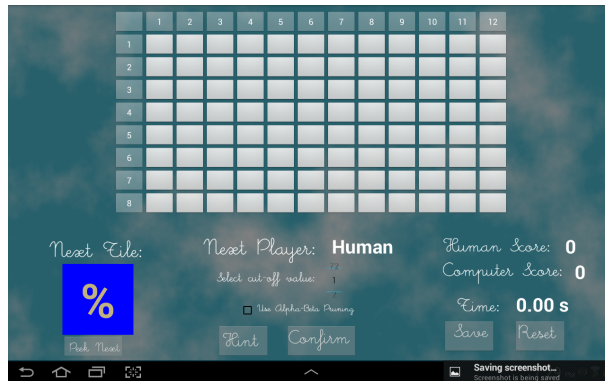 1 2 3 4 5 6 7 8 9 10 11 12
1
2
3
4
5
6
7
8
Next Tile:
%
Peek Next
Next Player: Human
Select cut-off value:
72
1
Use Alpha-Beta Pruning
Hint Confirm
Human Score: 0
Computer Score: 0
Time: 0.00 s
Save Reset
Saving screenshot...
Screenshot is being saved